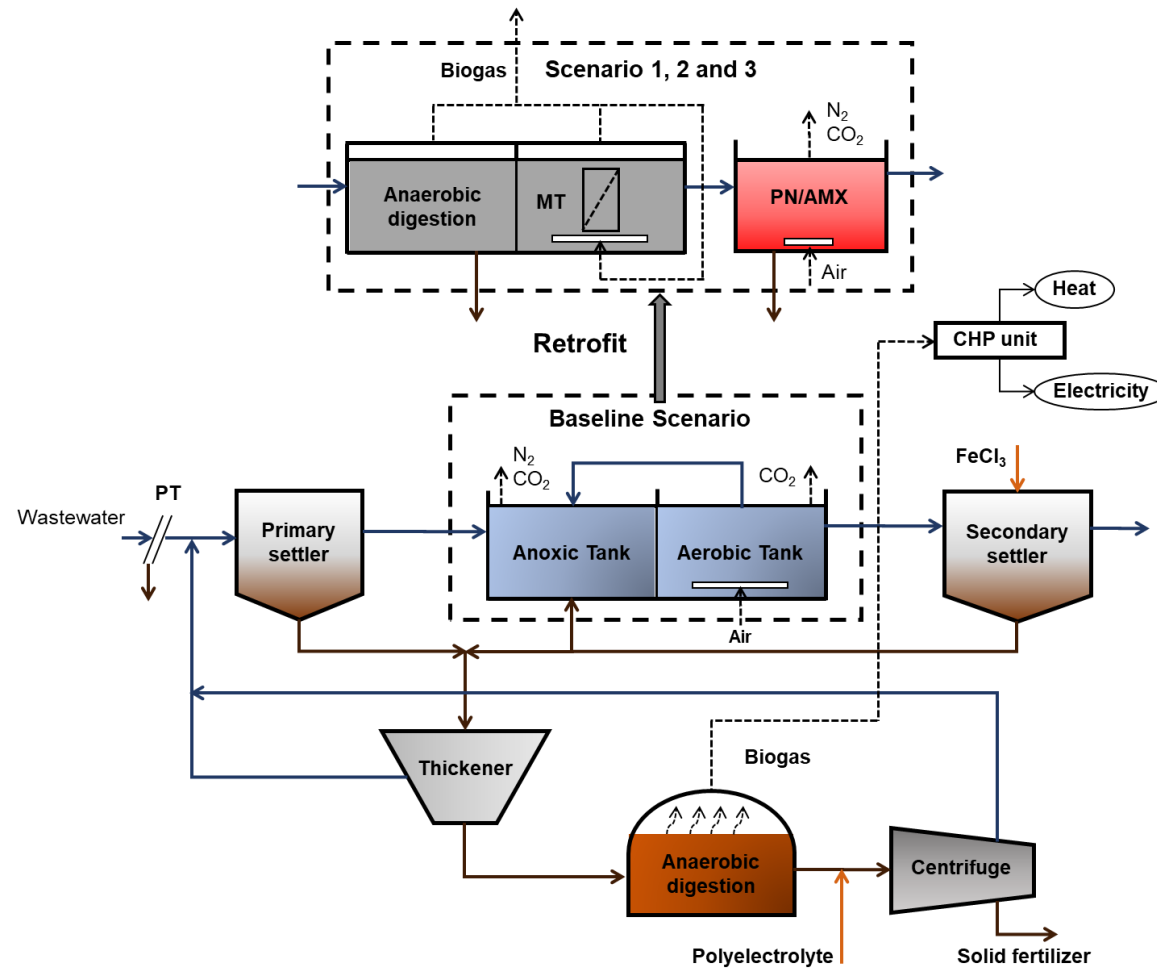 Scenario 1, 2 and 3
Biogas
N₂
CO₂
Anaerobic
digestion
MT
PN/AMX
Air
Heat
CHP unit
Electricity
Retrofit
Baseline Scenario
N₂
CO₂
CO₂
FeCl₃
PT
Wastewater
Primary
settler
Anoxic Tank
Aerobic Tank
Secondary
settler
Air
Thickener
Biogas
Anaerobic
digestion
Centrifuge
Polyelectrolyte
Solid fertilizer